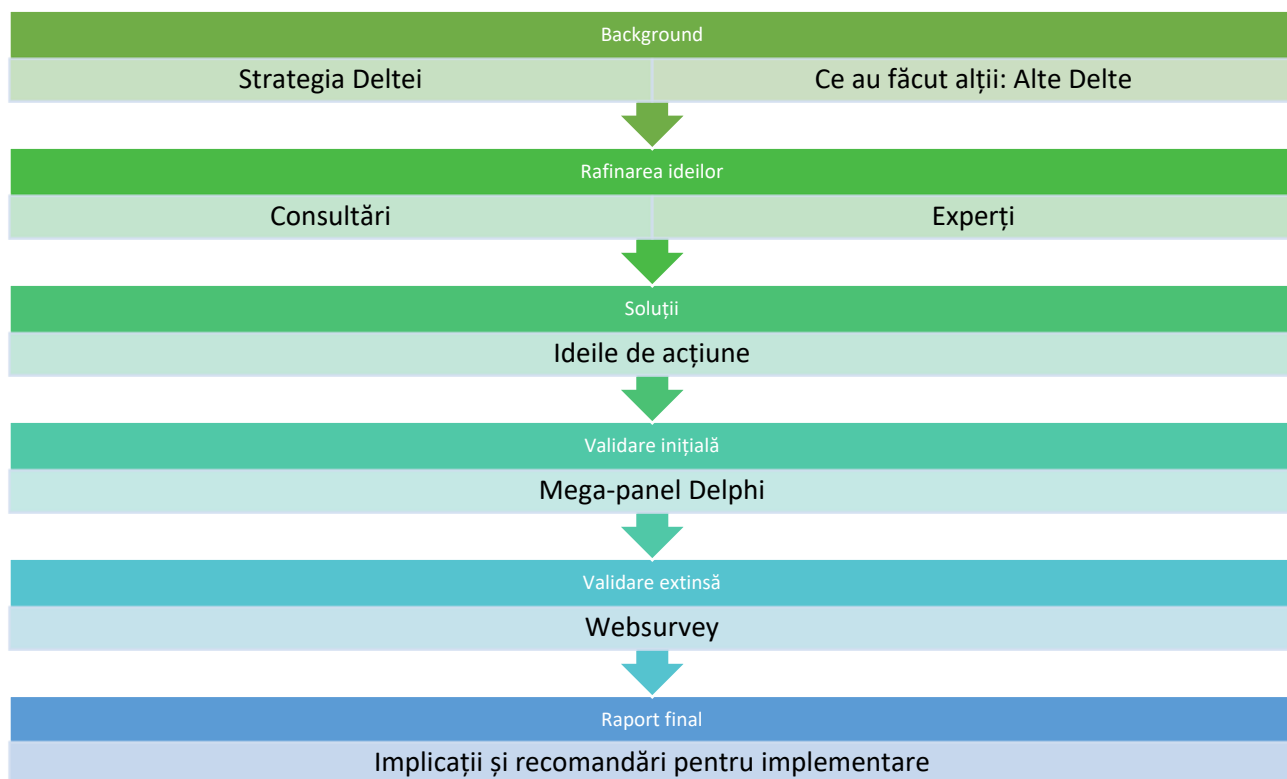 Background
Strategia Deltei
Ce au făcut alții: Alte Delte
Rafinarea ideilor
Consultări
Experți
Soluții
Ideile de acțiune
Validare inițială
Mega-panel Delphi
Validare extinsă
Websurvey
Raport final
Implicații și recomandări pentru implementare